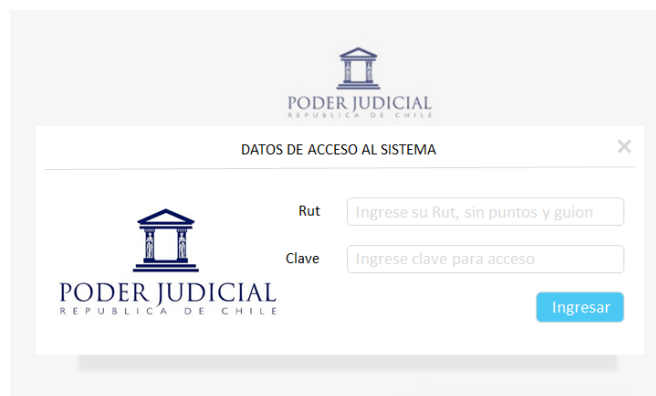 PODER JUDICIAL
REPUBLICA DE CHILE
DATOS DE ACCESO AL SISTEMA
×
Rut
Ingrese su Rut, sin puntos y guion
Clave
Ingrese clave para acceso
PODER JUDICIAL
REPUBLICA DE CHILE
Ingresar